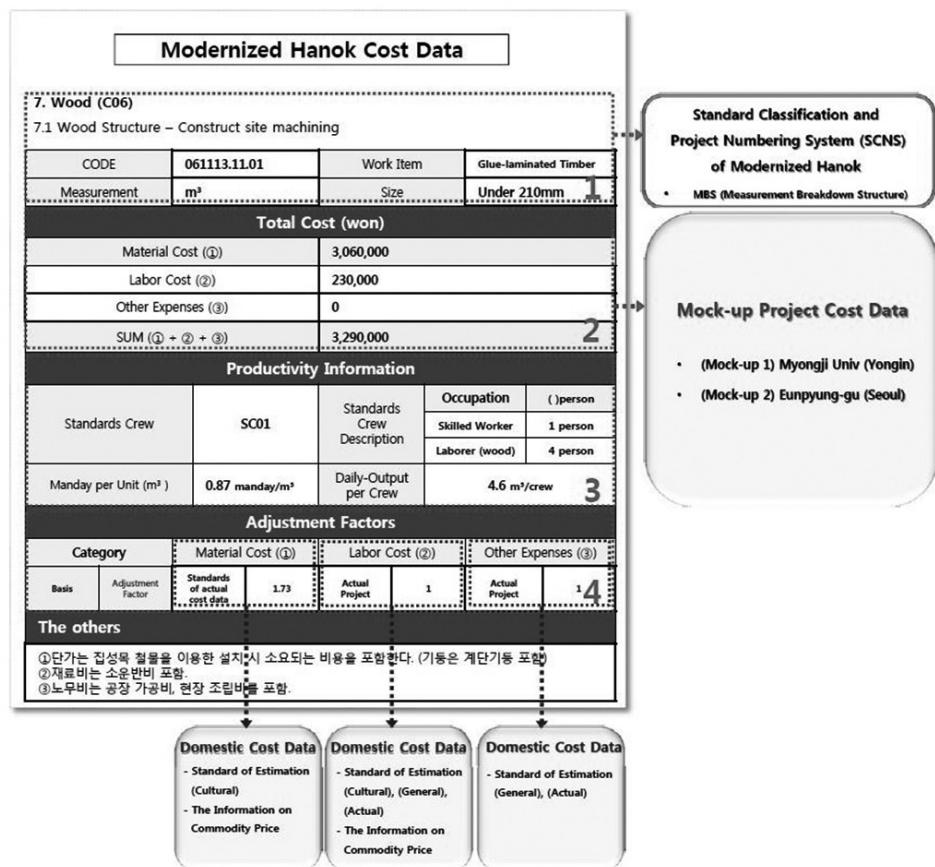 Modernized Hanok Cost Data
7. Wood (C06)
7.1 Wood Structure – Construct site machining
CODE 061113.11.01 Work Item Glue-laminated Timber
Measurement m³ Size Under 210mm 1
Total Cost (won)
Material Cost (①) 3,060,000
Labor Cost (②) 230,000
Other Expenses (③) 0
SUM (① + ② + ③) 3,290,000 2
Productivity Information
Standards Crew SC01 Standards Crew Description
Occupation ( )person
Skilled Worker 1 person
Laborer (wood) 4 person
Manday per Unit (m³ ) 0.87 manday/m³ Daily-Output per Crew 4.6 m³/crew 3
Adjustment Factors
Category Material Cost (①) Labor Cost (②) Other Expenses (③)
Basis Adjustment Factor Standards of actual cost data 1.73 Actual Project 1 Actual Project 1 4
The others
①단가는 집성목 철물을 이용한 설치 시 소요되는 비용을 포함한다. (기둥은 계단기둥 포함)
②재료비는 소운반비 포함.
③노무비는 공장 가공비, 현장 조립비를 포함.
Standard Classification and
Project Numbering System (SCNS)
of Modernized Hanok
• MBS (Measurement Breakdown Structure)
Mock-up Project Cost Data
• (Mock-up 1) Myongji Univ (Yongin)
• (Mock-up 2) Eunpyung-gu (Seoul)
Domestic Cost Data
- Standard of Estimation
(Cultural)
- The Information on
Commodity Price
Domestic Cost Data
- Standard of Estimation
(Cultural), (General),
(Actual)
- The Information on
Commodity Price
Domestic Cost Data
- Standard of Estimation
(General), (Actual)